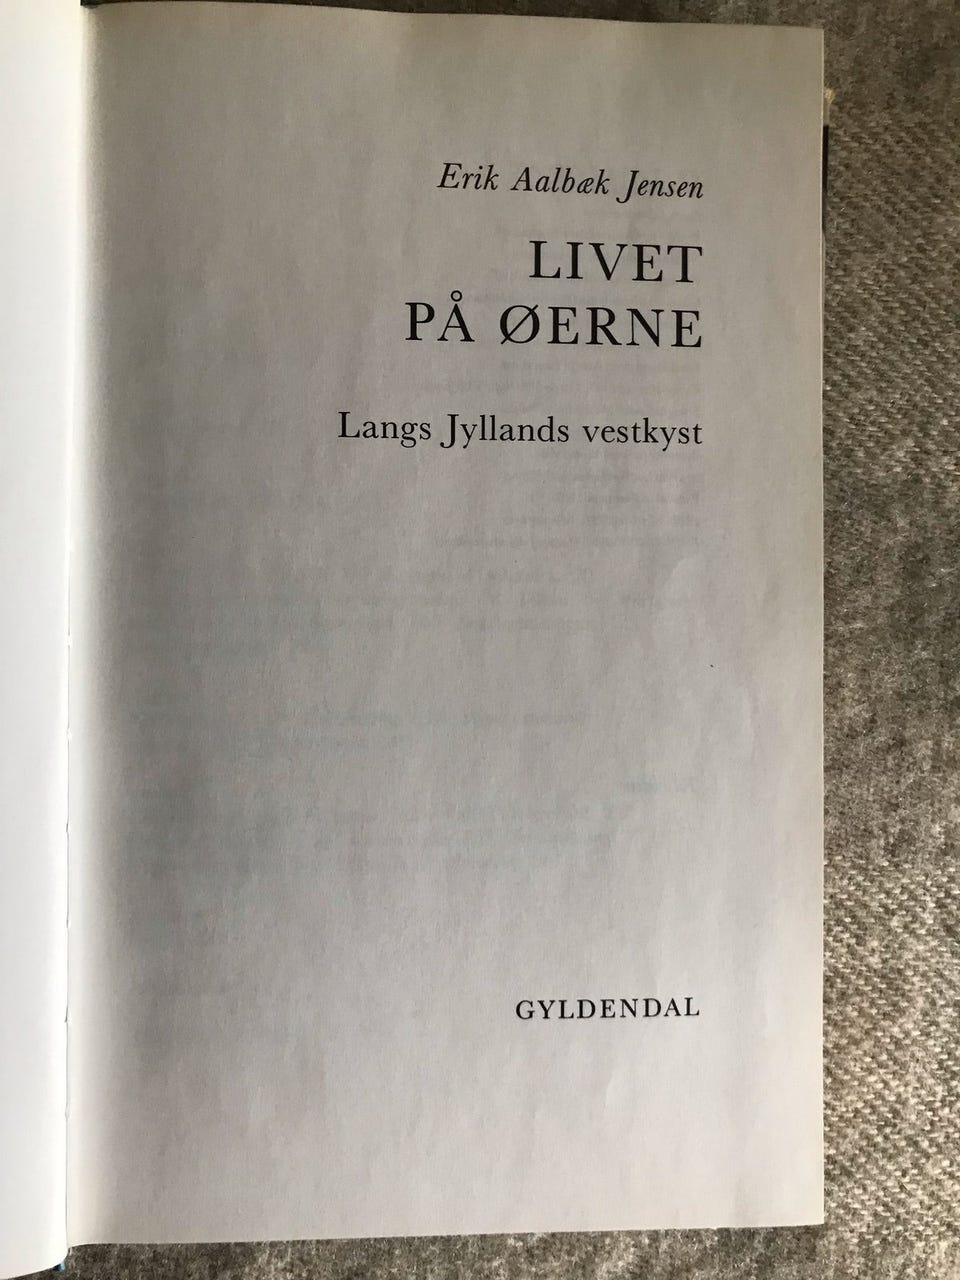 Erik Aalbæk Jensen
LIVET
PÅ ØERNE
Langs Jyllands vestkyst
GYLDENDAL